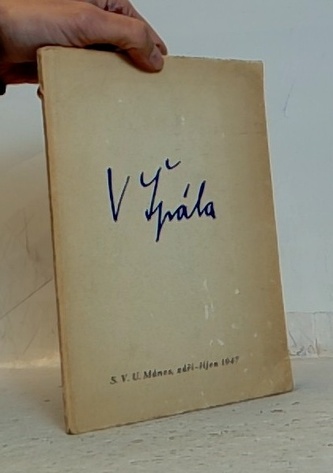 V Špála
S. V. U. Mánes, září–říjen 1947